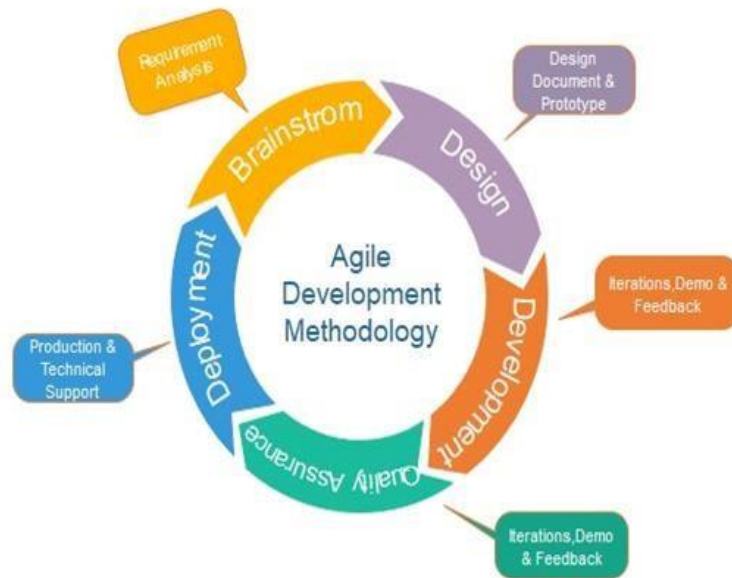 Requirement
Analysis
Brainstrom
Design
Document &
Prototype
Design
Agile
Development
Methodology
Iterations,Demo &
Feedback
Development
Production &
Technical
Support
Deployment
Quality Assurance
Iterations,Demo
& Feedback